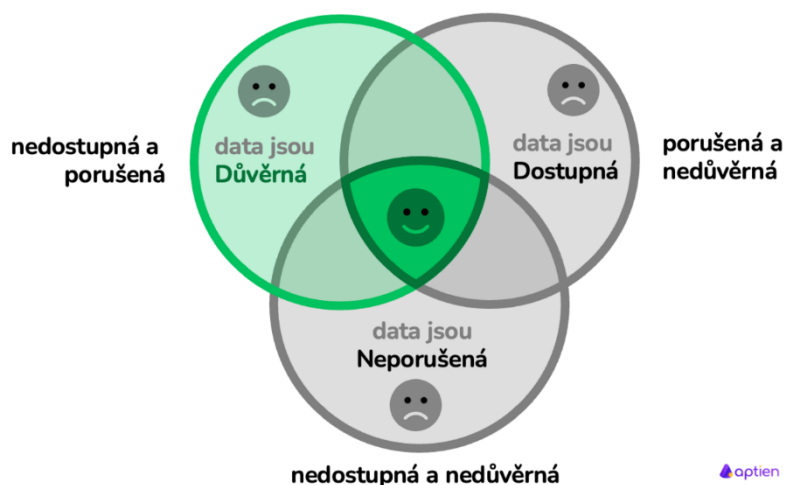 nedostupná a
porušená
data jsou
Důvěrná
data jsou
Dostupná
porušená a
nedůvěrná
data jsou
Neporušená
nedostupná a nedůvěrná
aptien